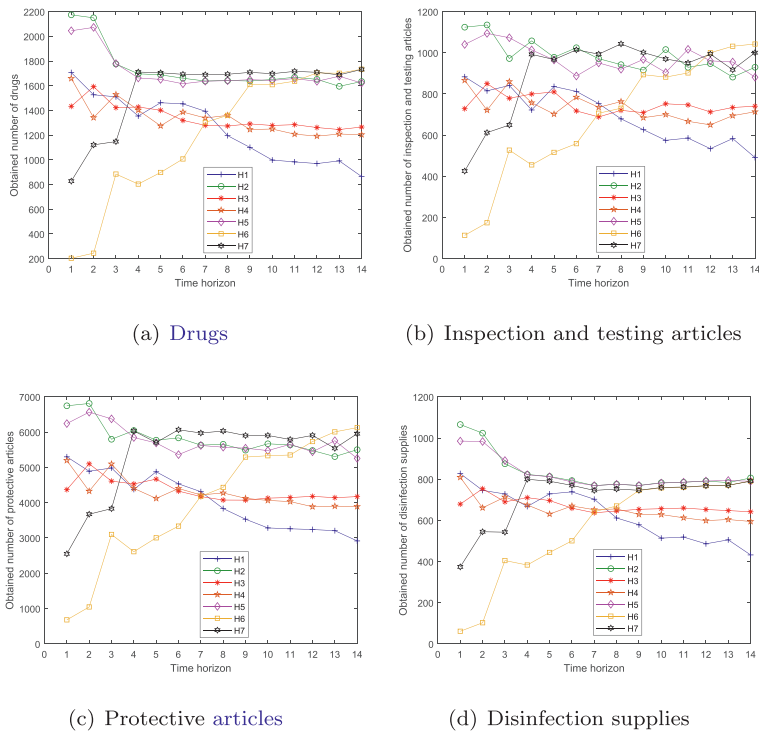 2200
2000
1800
1600
1400
1200
1000
800
600
400
200
Obtained number of drugs
0 1 2 3 4 5 6 7 8 9 10 11 12 13 14
Time horizon
H1
H2
H3
H4
H5
H6
H7
(a) Drugs
1200
1000
800
600
400
200
0
Obtained number of inspection and testing articles
0 1 2 3 4 5 6 7 8 9 10 11 12 13 14
Time horizon
H1
H2
H3
H4
H5
H6
H7
(b) Inspection and testing articles
7000
6000
5000
4000
3000
2000
1000
0
Obtained number of protective articles
0 1 2 3 4 5 6 7 8 9 10 11 12 13 14
Time horizon
H1
H2
H3
H4
H5
H6
H7
(c) Protective articles
1200
1000
800
600
400
200
0
Obtained number of disinfection supplies
0 1 2 3 4 5 6 7 8 9 10 11 12 13 14
Time horizon
H1
H2
H3
H4
H5
H6
H7
(d) Disinfection supplies